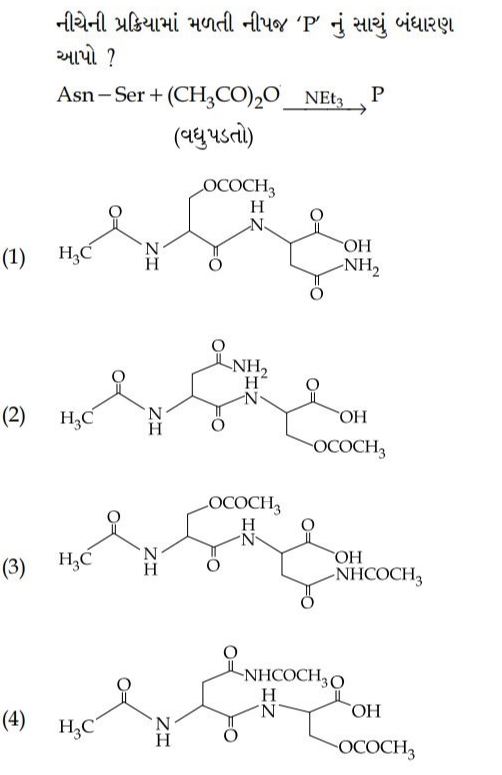 નીચેની પ્રક્રિયામાં મળતી નીપજ 'P' નું સાચું બંધારણ
આપો ?
Asn – Ser + (CH₃CO)₂O NEt₃ P
(વધુપડતો)
(1)
OCOCH₃
O H O
H₃C N H O N OH
NH₂
O
(2)
O NH₂
O H O
H₃C N H O N OH
OCOCH₃
(3)
OCOCH₃
O H O
H₃C N H O N OH
NHCOCH₃
O
(4)
O NHCOCH₃
O H O
H₃C N H O N OH
OCOCH₃